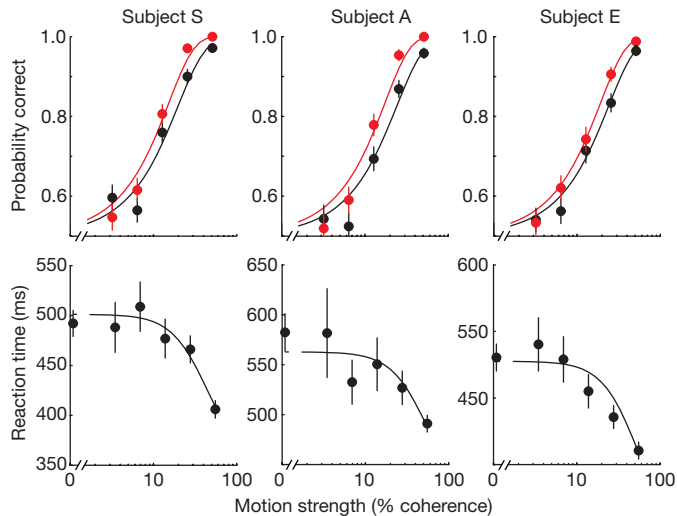 Subject S Subject A Subject E
Probability correct
1.0 1.0 1.0
0.8 0.8 0.8
0.6 0.6 0.6
Reaction time (ms)
550 650 600
500 600 500
450 550 450
400 500
350
0 10 100 0 10 100 0 10 100
Motion strength (% coherence)